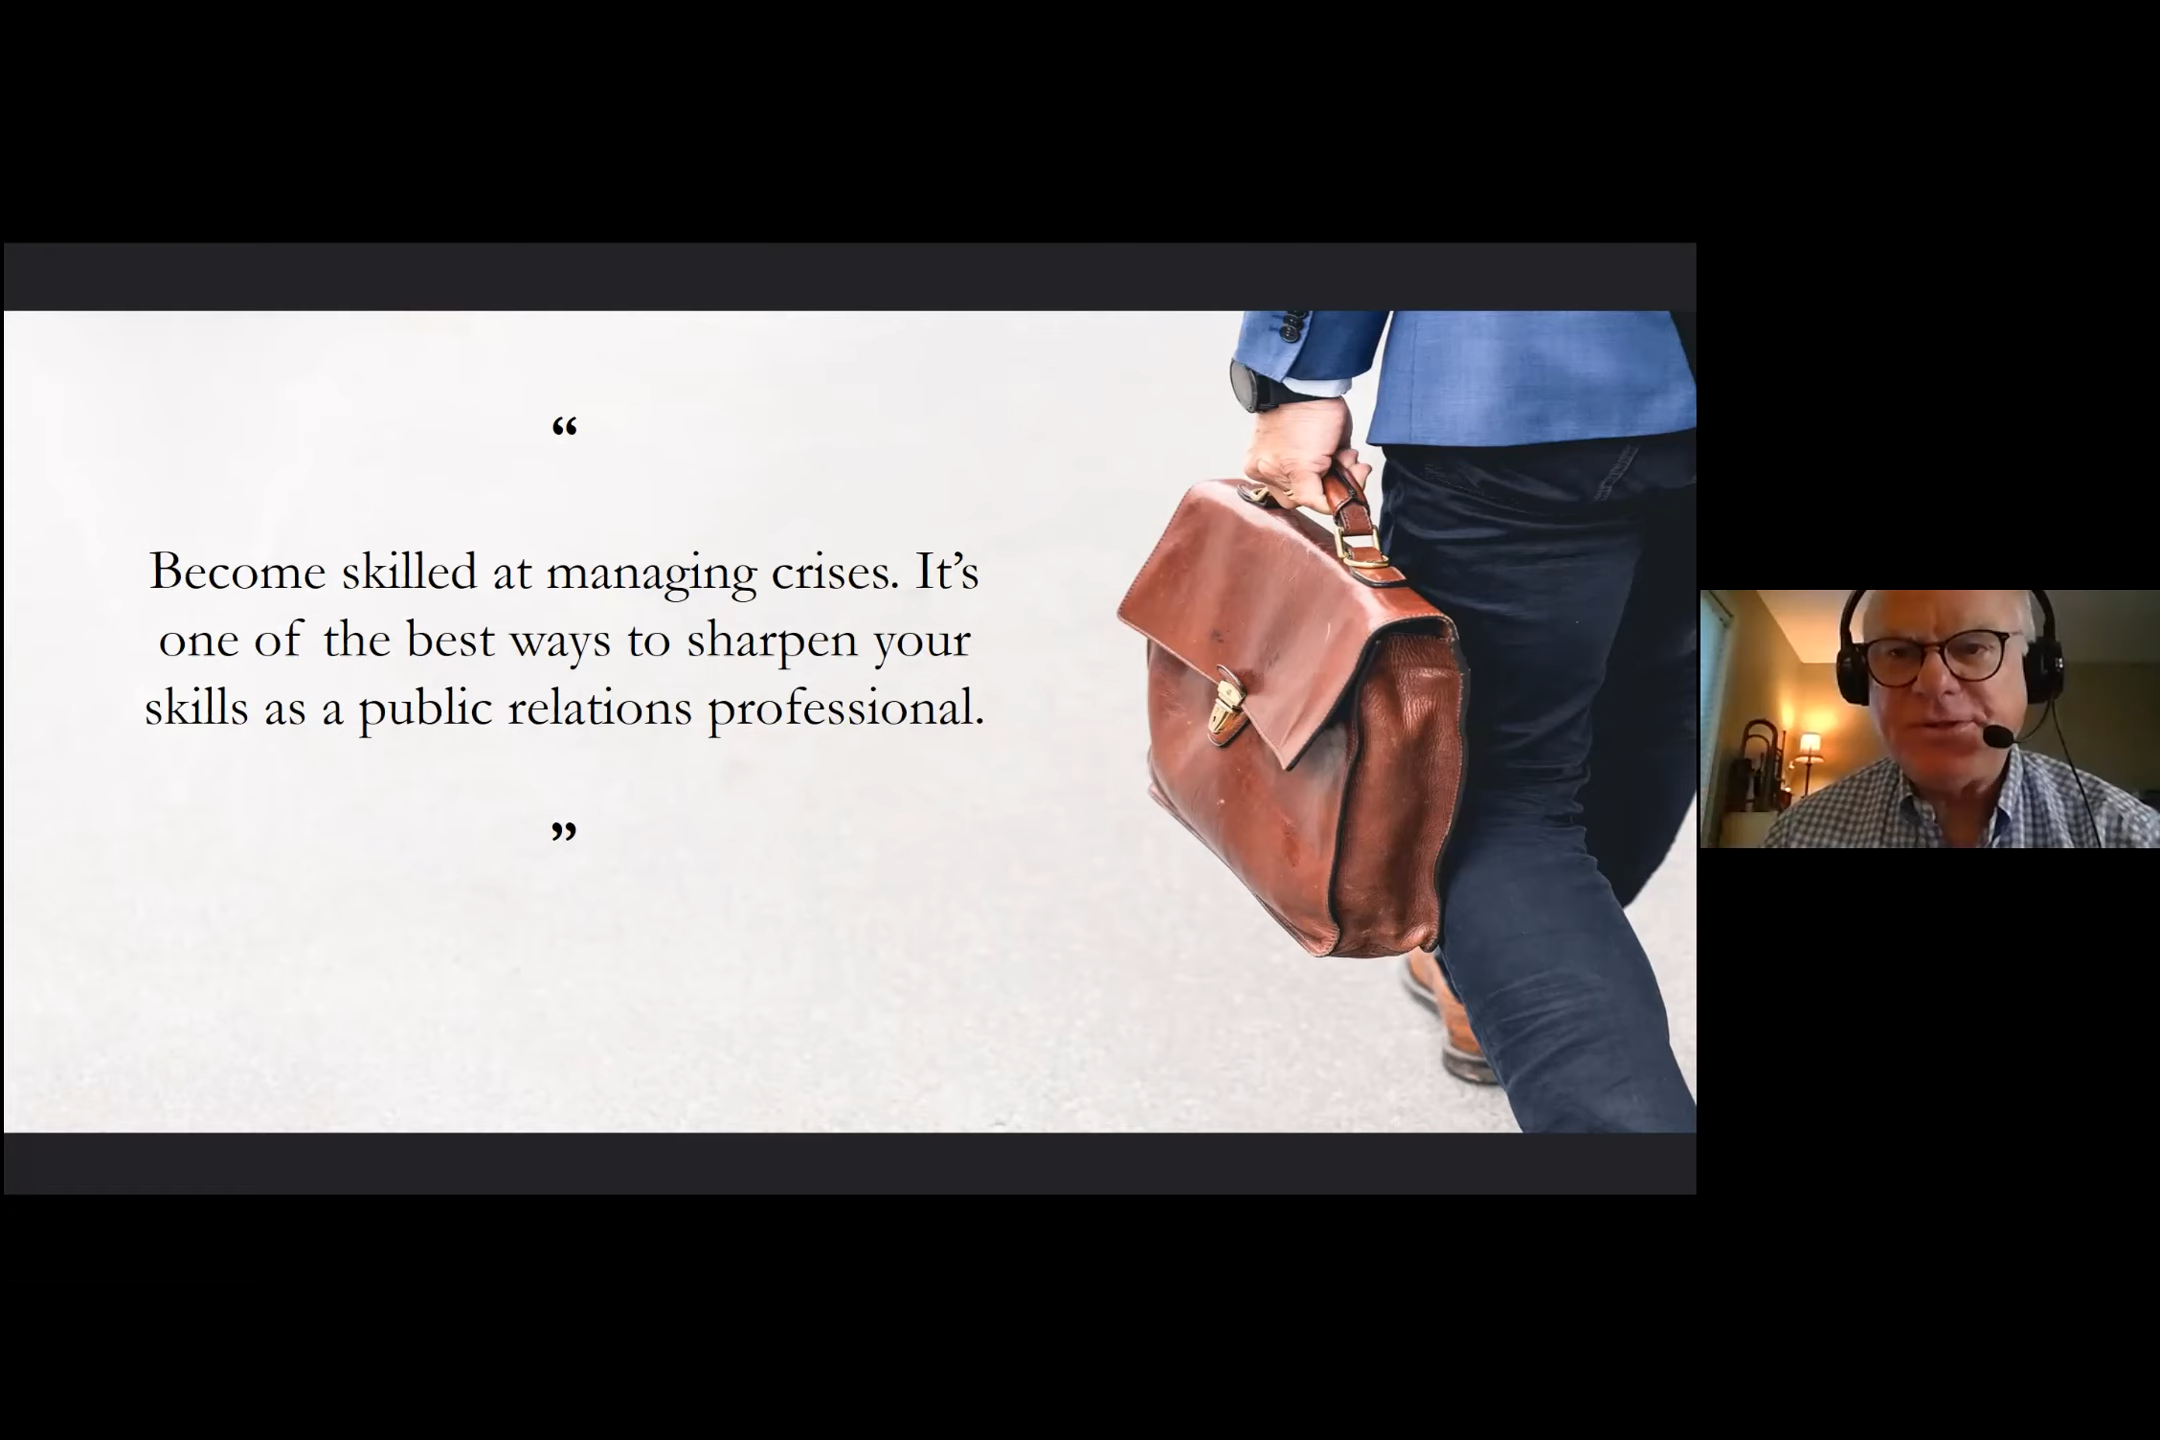 “
Become skilled at managing crises. It’s
one of the best ways to sharpen your
skills as a public relations professional.
”